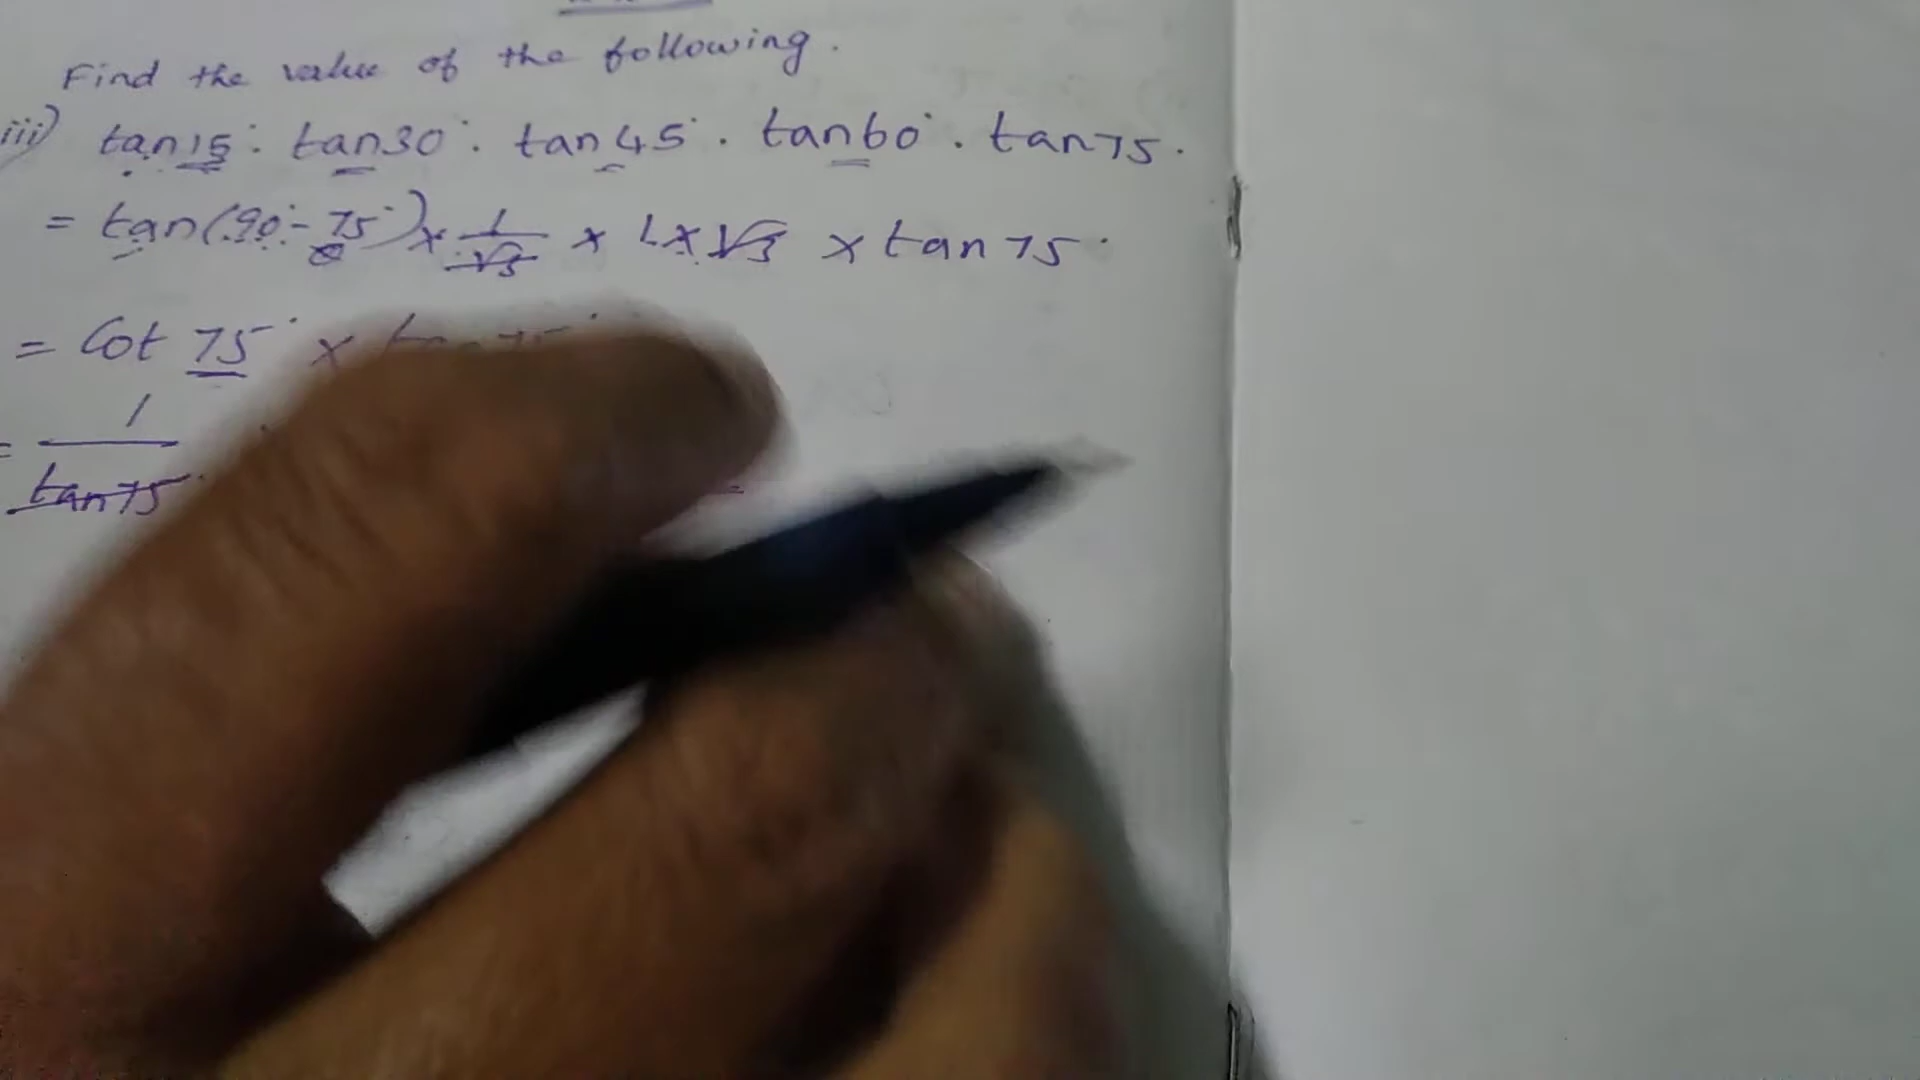 Find the value of the following.
iii) tan15° . tan30° . tan45° . tan60° . tan75°
= tan(90° - 75°) × 1/√3 × 1 × √3 × tan75°
= Cot 75° × tan75°
= 1/tan75°